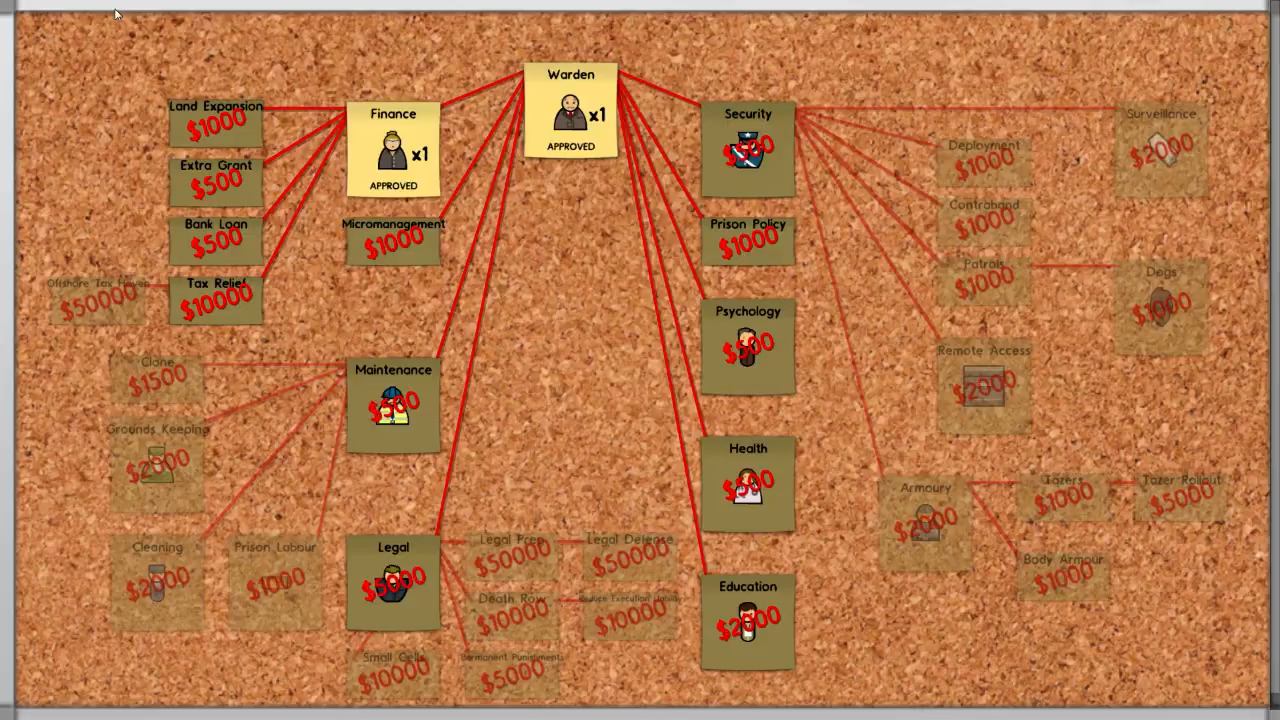 Warden
x1
APPROVED
Finance
x1
APPROVED
Land Expansion
$1000
Extra Grant
$500
Bank Loan
$500
Tax Relief
$10000
Offshore Tax Haven
$50000
Micromanagement
$1000
Maintenance
$500
Clone
$1500
Grounds Keeping
$2000
Cleaning
$2000
Prison Labour
$1000
Legal
$5000
Legal Prep
$50000
Legal Defense
$50000
Death Row
$10000
Reduce Execution Liability
$10000
Small Cells
$10000
Permanent Punishments
$5000
Security
$500
Prison Policy
$1000
Psychology
$500
Health
$500
Education
$2000
Surveillance
$2000
Deployment
$1000
Contraband
$1000
Patrols
$1000
Dogs
$1000
Remote Access
$2000
Armoury
$2000
Tazers
$1000
Tazer Rollout
$5000
Body Armour
$1000